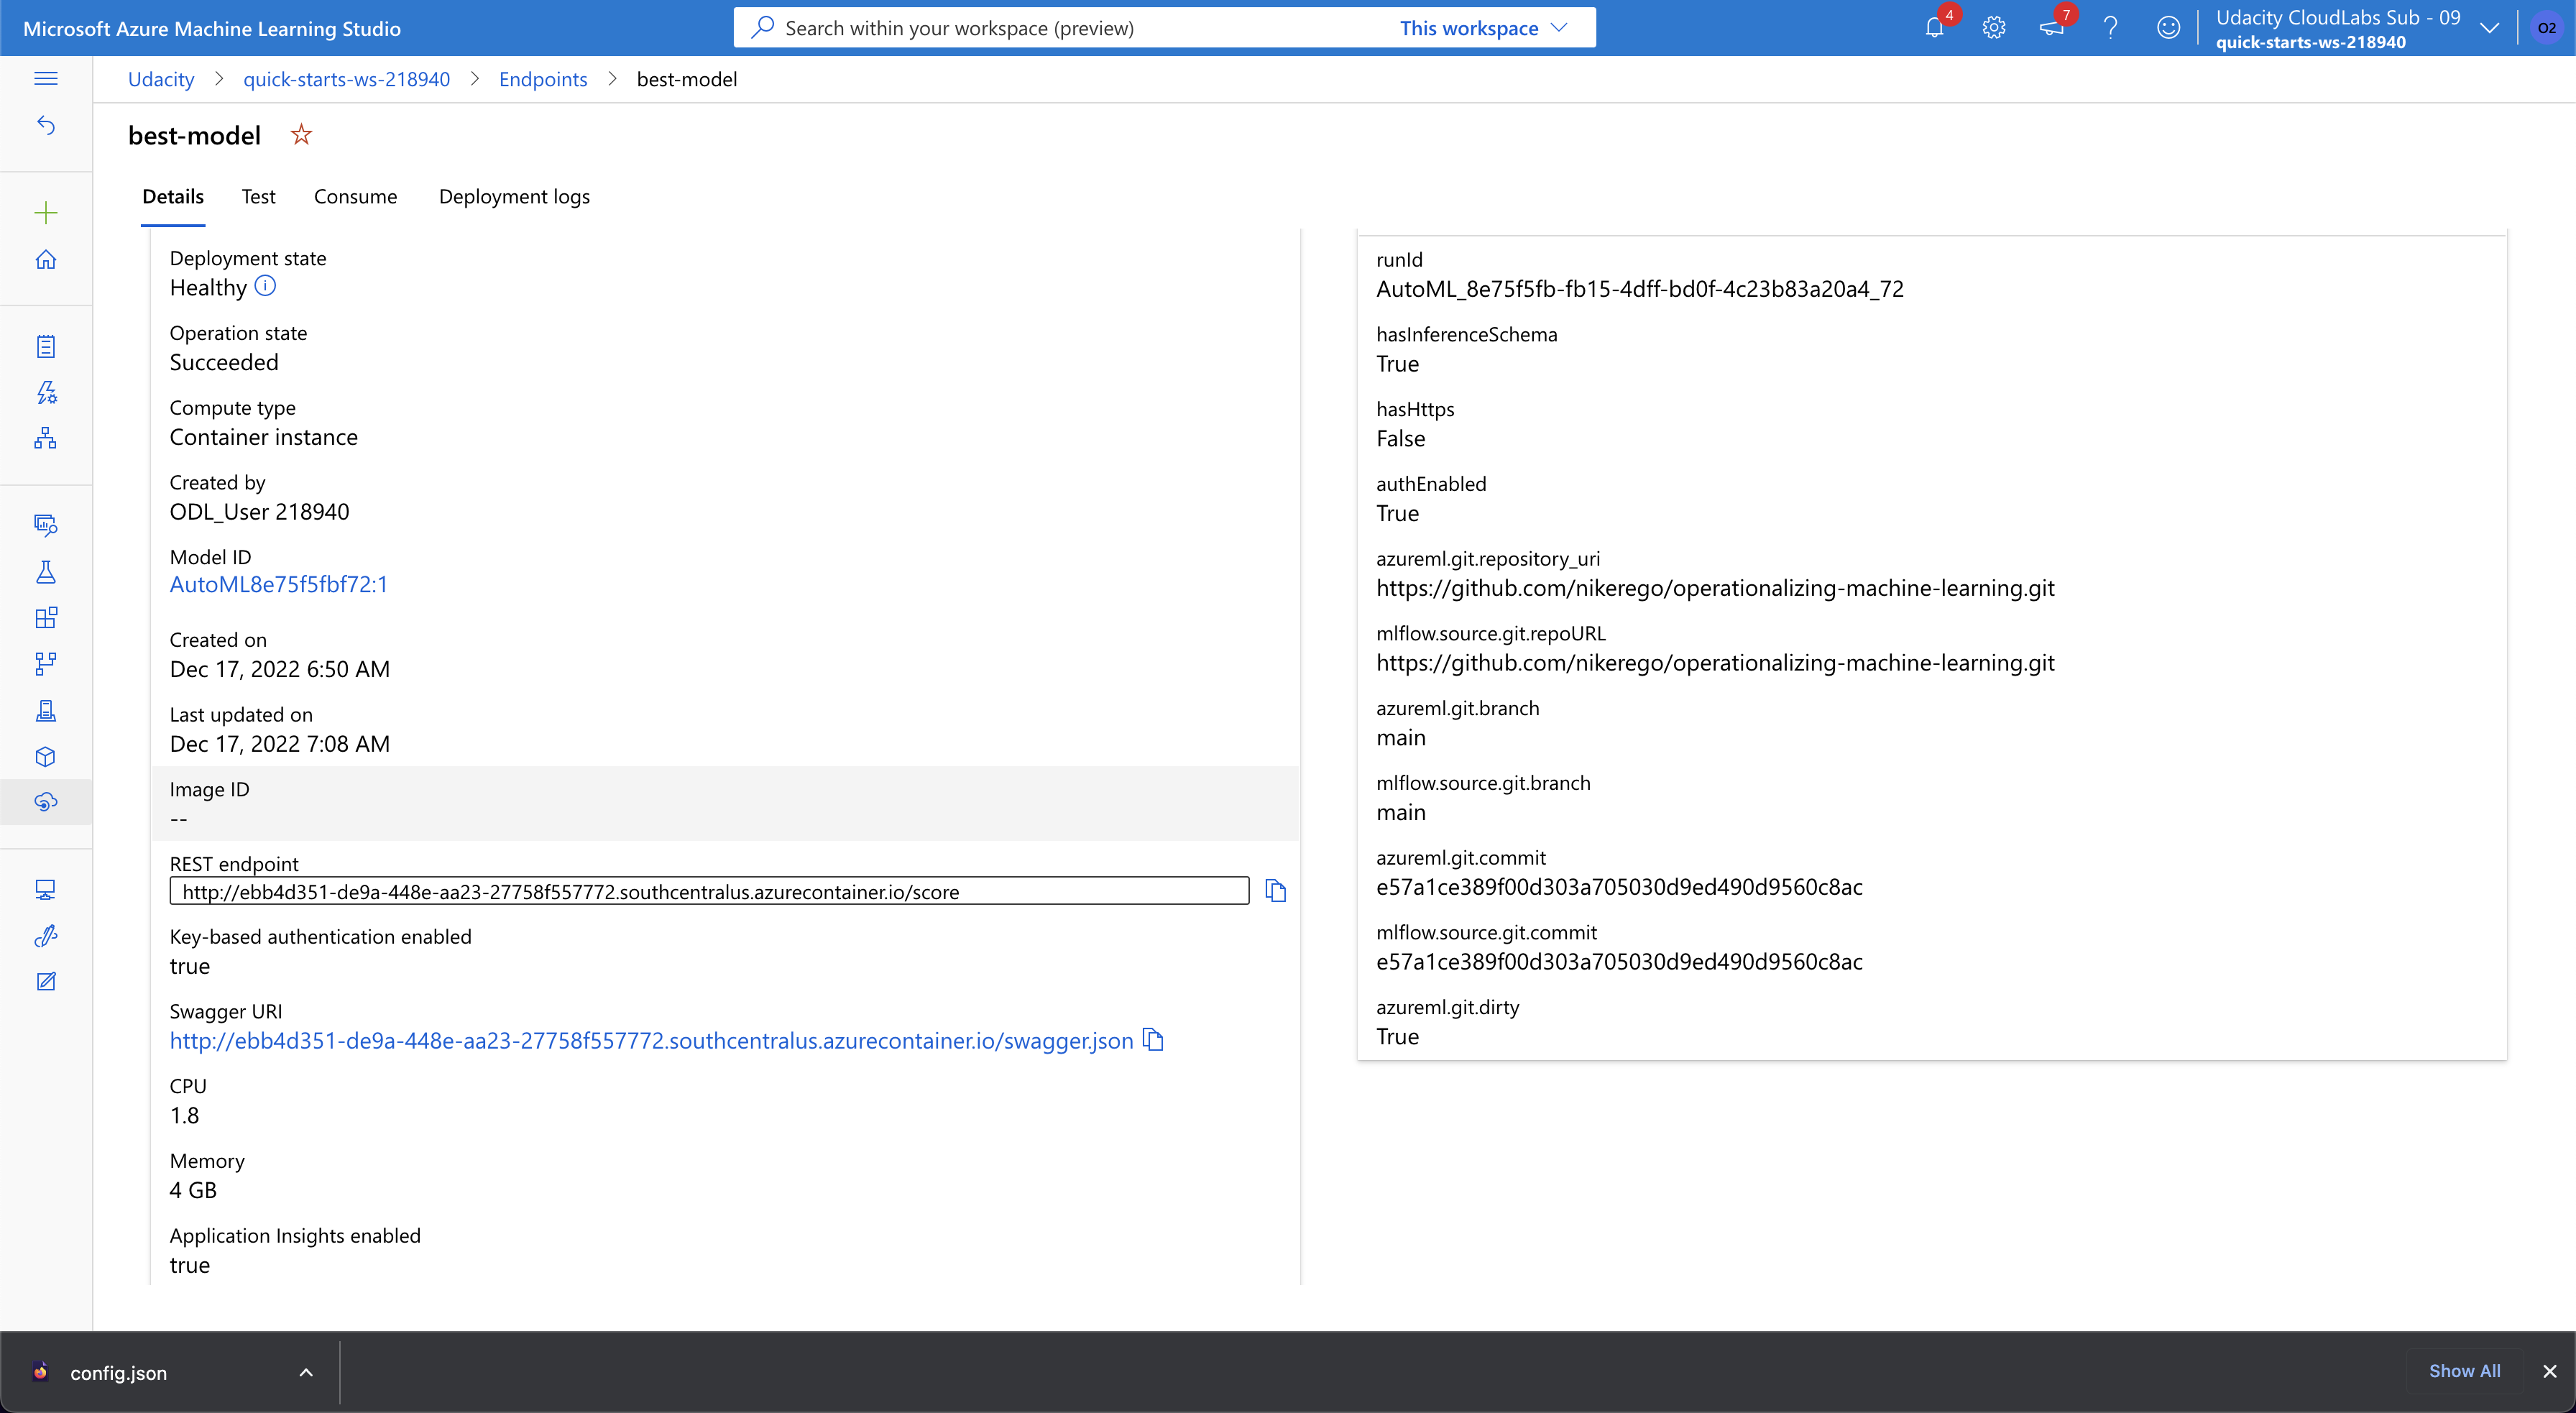 Microsoft Azure Machine Learning Studio
Search within your workspace (preview)
This workspace
4
7
Udacity CloudLabs Sub - 09
quick-starts-ws-218940
O2
Udacity > quick-starts-ws-218940 > Endpoints > best-model
best-model
Details Test Consume Deployment logs
Deployment state
Healthy
Operation state
Succeeded
Compute type
Container instance
Created by
ODL_User 218940
Model ID
AutoML8e75f5fbf72:1
Created on
Dec 17, 2022 6:50 AM
Last updated on
Dec 17, 2022 7:08 AM
Image ID
--
REST endpoint
http://ebb4d351-de9a-448e-aa23-27758f557772.southcentralus.azurecontainer.io/score
Key-based authentication enabled
true
Swagger URI
http://ebb4d351-de9a-448e-aa23-27758f557772.southcentralus.azurecontainer.io/swagger.json
CPU
1.8
Memory
4 GB
Application Insights enabled
true
runId
AutoML_8e75f5fb-fb15-4dff-bd0f-4c23b83a20a4_72
hasInferenceSchema
True
hasHttps
False
authEnabled
True
azureml.git.repository_uri
https://github.com/nikerego/operationalizing-machine-learning.git
mlflow.source.git.repoURL
https://github.com/nikerego/operationalizing-machine-learning.git
azureml.git.branch
main
mlflow.source.git.branch
main
azureml.git.commit
e57a1ce389f00d303a705030d9ed490d9560c8ac
mlflow.source.git.commit
e57a1ce389f00d303a705030d9ed490d9560c8ac
azureml.git.dirty
True
config.json
Show All